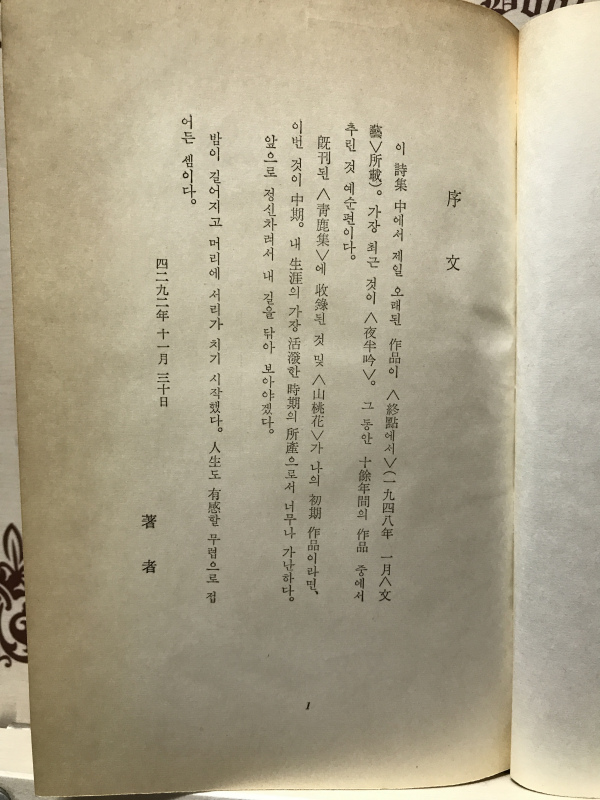 序 文
이 詩集 中에서 제일 오래된 作品이 <終點에서>(一九四八年 一月<文
藝>所載)。 가장 최근 것이 <夜半吟>。 그 동안 十餘年間의 作品 중에서
추린 것 예순편이다。
既刊된 <靑鹿集>에 收錄된 것 및 <山桃花>가 나의 初期 作品이라면,
이번 것이 中期。 내 生涯의 가장 活潑한 時期의 所產으로서 너무나 가난하다。
앞으로 정신차려서 내 길을 닦아 보아야겠다。
밤이 길어지고 머리에 서리가 치기 시작했다。 人生도 有感할 무렵으로 접
어든 셈이다。
四二九二年 十一月 三十日
著 者
1